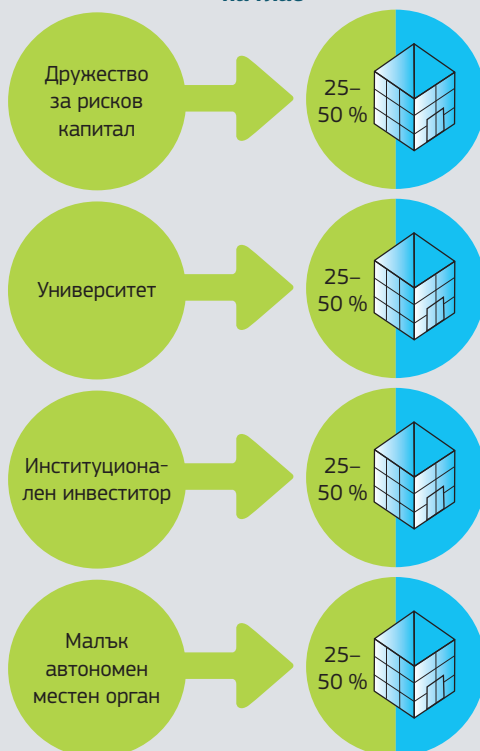 Дружество
за рисков
капитал
25–
50 %
Университет
25–
50 %
Институциона-
лен инвеститор
25–
50 %
Малък
автономен
местен орган
25–
50 %